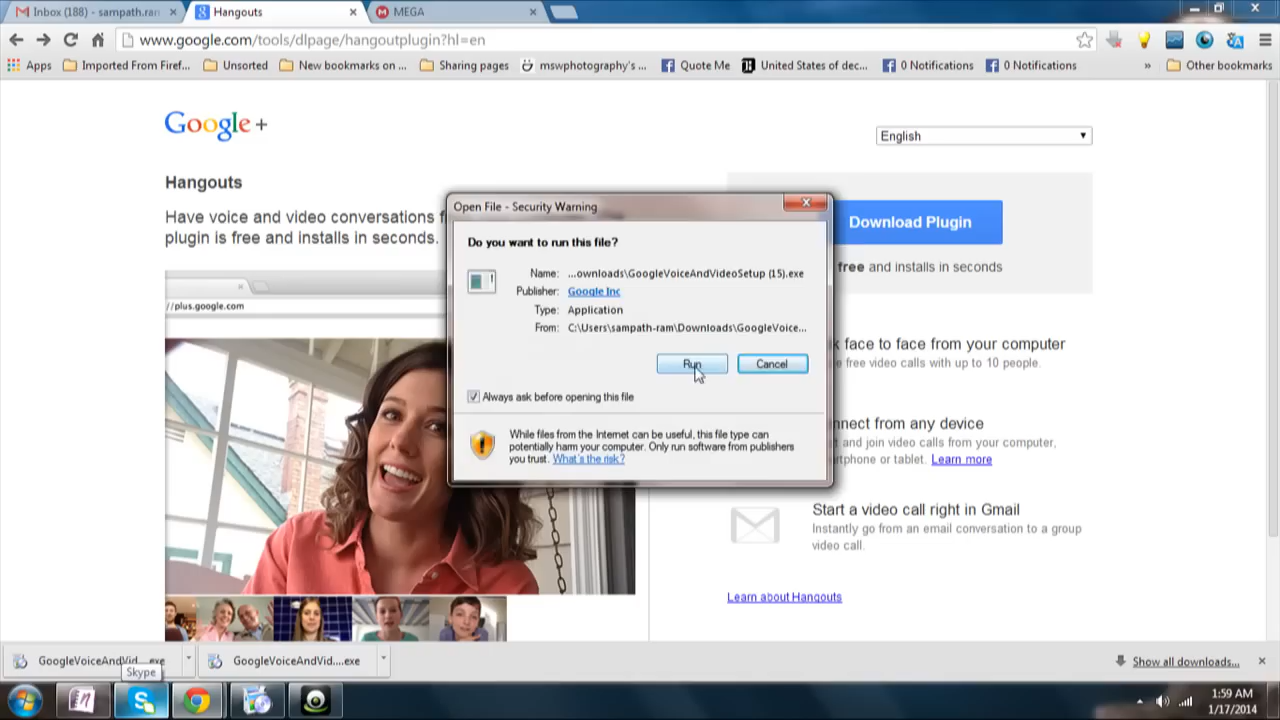 Inbox (188) - sampath.ran
Hangouts
MEGA
www.google.com/tools/dlpage/hangoutplugin?hl=en
Apps
Imported From Firef...
Unsorted
New bookmarks on ...
Sharing pages
mswphotography's ...
Quote Me
United States of dec...
0 Notifications
0 Notifications
»
Other bookmarks
Google +
English
Hangouts
Have voice and video conversations f
plugin is free and installs in seconds.
//plus.google.com
Open File - Security Warning
Do you want to run this file?
Name: ...ownloads\GoogleVoiceAndVideoSetup (15).exe
Publisher: Google Inc
Type: Application
From: C:\Users\sampath-ram\Downloads\GoogleVoice...
Run
Cancel
Always ask before opening this file
While files from the Internet can be useful, this file type can
potentially harm your computer. Only run software from publishers
you trust. What's the risk?
Download Plugin
free and installs in seconds
k face to face from your computer
e free video calls with up to 10 people.
nnect from any device
t and join video calls from your computer,
rtphone or tablet. Learn more
Start a video call right in Gmail
Instantly go from an email conversation to a group
video call.
Learn about Hangouts
GoogleVoiceAndVid....exe
GoogleVoiceAndVid....exe
Show all downloads...
Skype
1:59 AM
1/17/2014